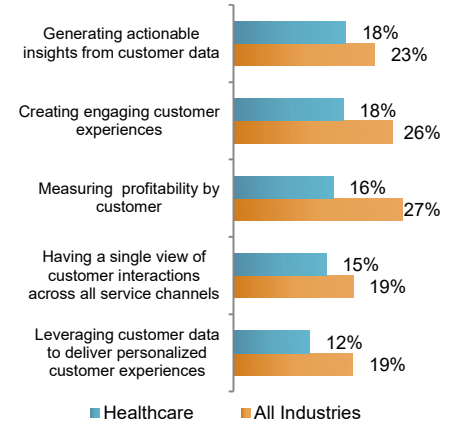 Generating actionable
insights from customer data
18%
23%
Creating engaging customer
experiences
18%
26%
Measuring profitability by
customer
16%
27%
Having a single view of
customer interactions
across all service channels
15%
19%
Leveraging customer data
to deliver personalized
customer experiences
12%
19%
Healthcare
All Industries